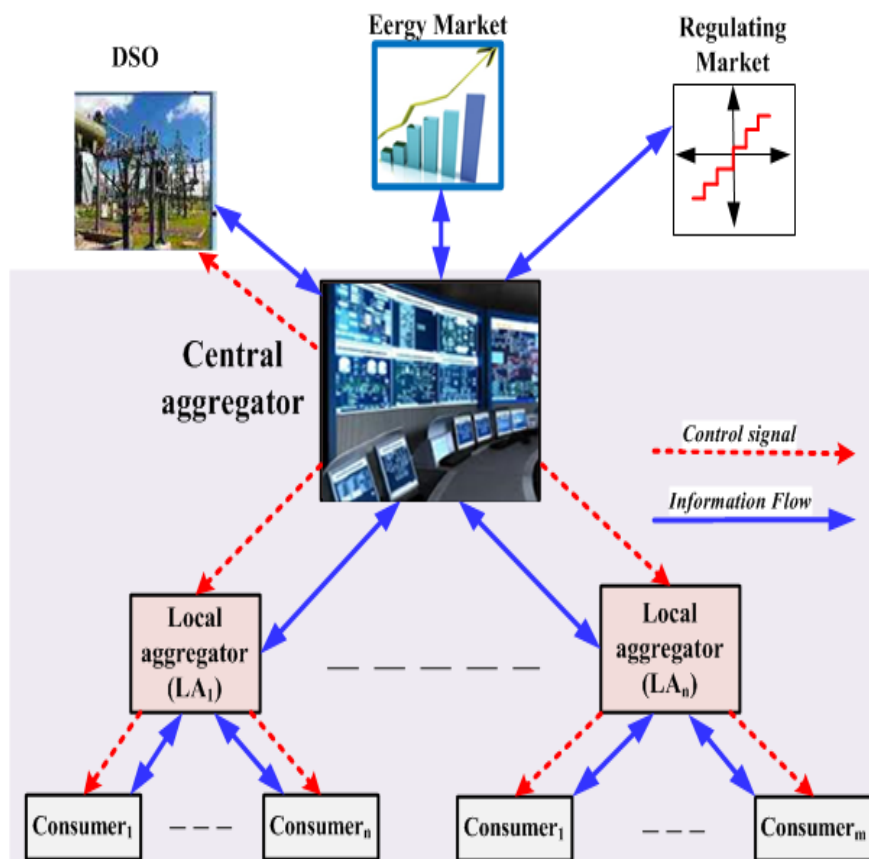 DSO
Eergy Market
Regulating
Market
Central
aggregator
Control signal
Information Flow
Local
aggregator
(LA₁)
Local
aggregator
(LAₙ)
Consumer₁
Consumerₙ
Consumer₁
Consumerₘ